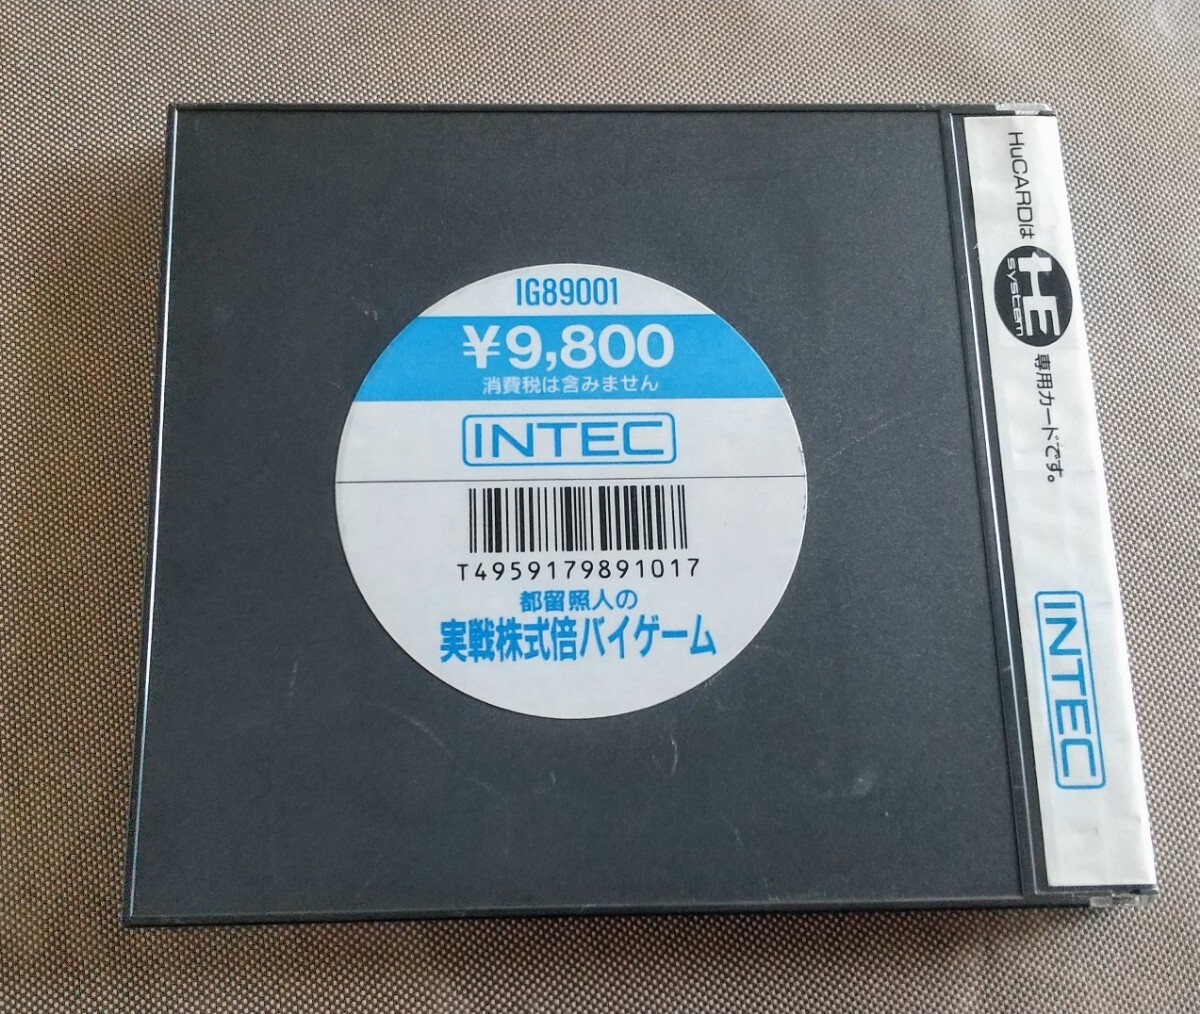 IG89001
¥9,800
消費税は含みません
INTEC
T4959179891017
都留照人の
実戦株式倍バイゲーム
HuCARDは HE system 専用カードです。
INTEC